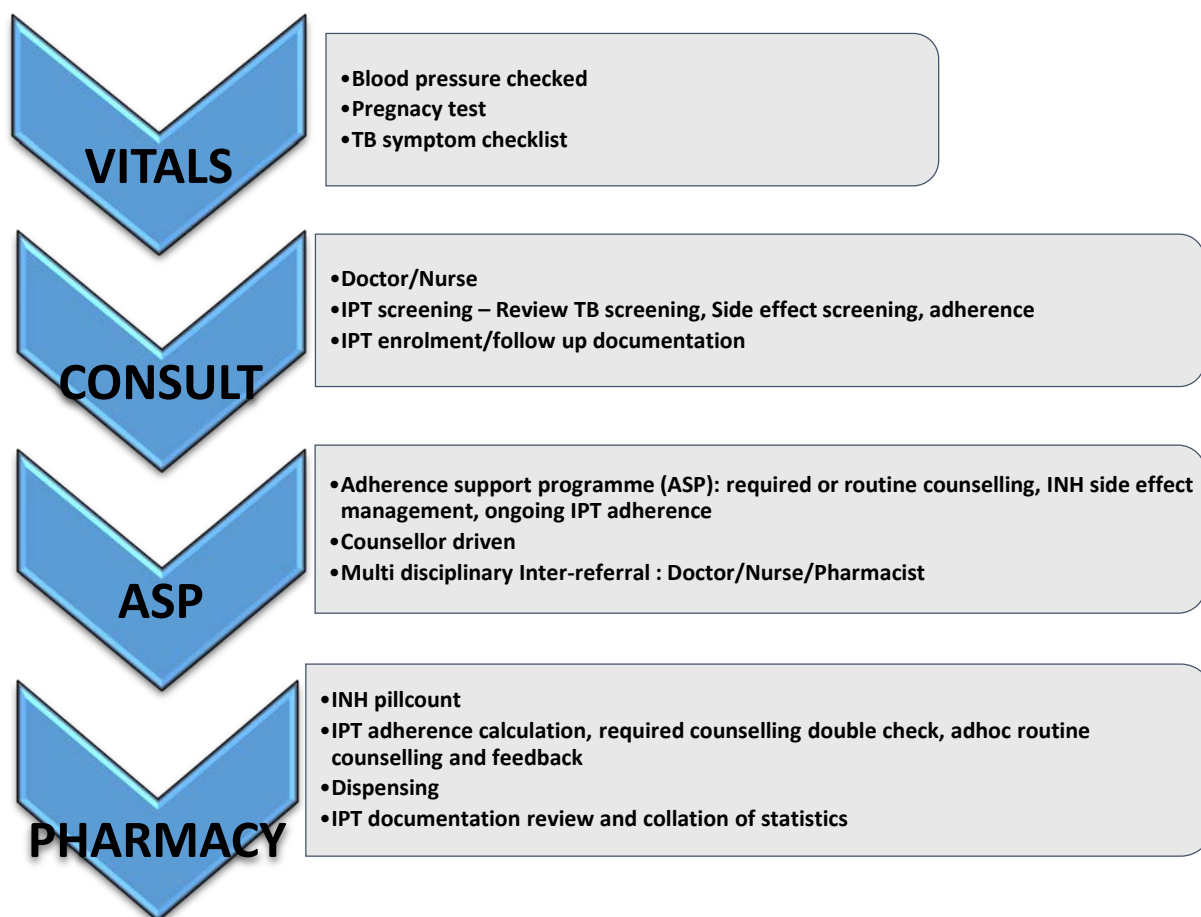 VITALS
•Blood pressure checked
•Pregnancy test
•TB symptom checklist
CONSULT
•Doctor/Nurse
•IPT screening – Review TB screening, Side effect screening, adherence
•IPT enrolment/follow up documentation
ASP
•Adherence support programme (ASP): required or routine counselling, INH side effect
management, ongoing IPT adherence
•Counsellor driven
•Multi disciplinary Inter-referral : Doctor/Nurse/Pharmacist
PHARMACY
•INH pillcount
•IPT adherence calculation, required counselling double check, adhoc routine
counselling and feedback
•Dispensing
•IPT documentation review and collation of statistics